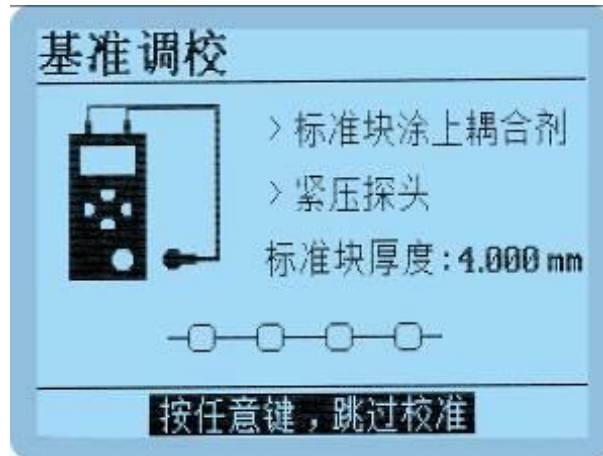 基准调校
> 标准块涂上耦合剂
> 紧压探头
标准块厚度:4.000 mm
按任意键，跳过校准